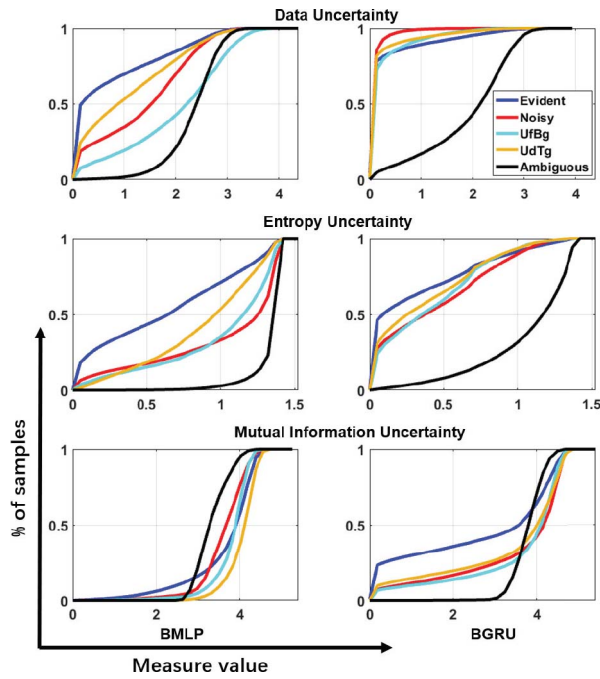 Data Uncertainty
1
0.5
0
0 1 2 3 4
1
0.5
0
0 1 2 3 4
Evident
Noisy
UfBg
UdTg
Ambiguous
Entropy Uncertainty
1
0.5
0
0 0.5 1 1.5
1
0.5
0
0 0.5 1 1.5
Mutual Information Uncertainty
1
0.5
0
0 2 4
BMLP
1
0.5
0
0 2 4
BGRU
% of samples
Measure value